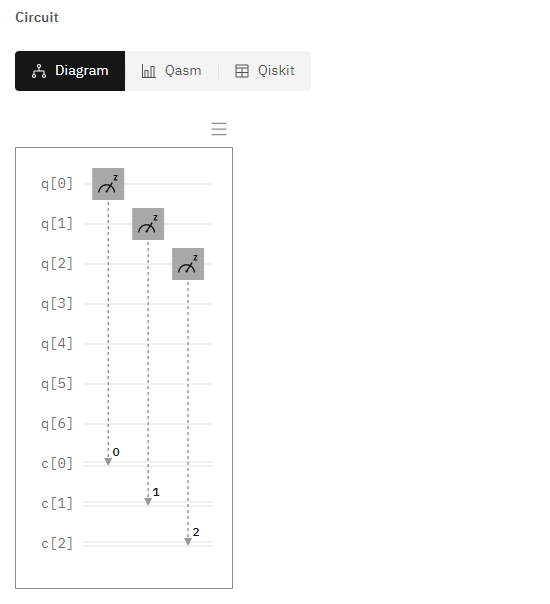 Circuit
Diagram Qasm Qiskit
q[0] z
q[1] z
q[2] z
q[3]
q[4]
q[5]
q[6]
c[0] 0
c[1] 1
c[2] 2